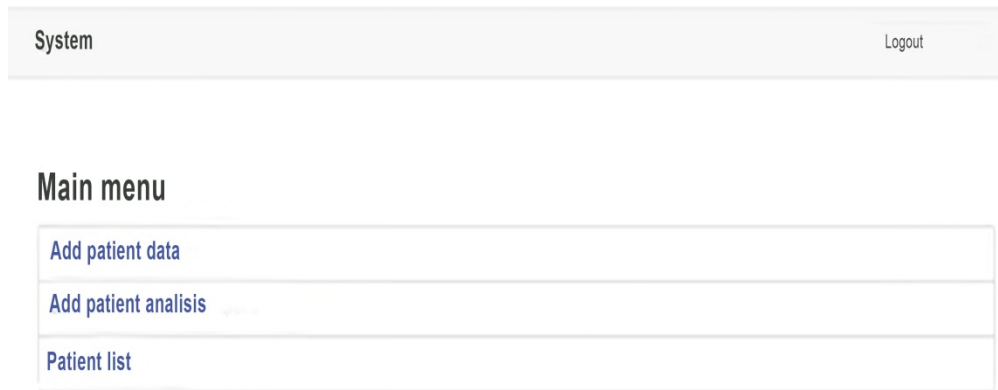 System Logout
Main menu
Add patient data
Add patient analisis
Patient list